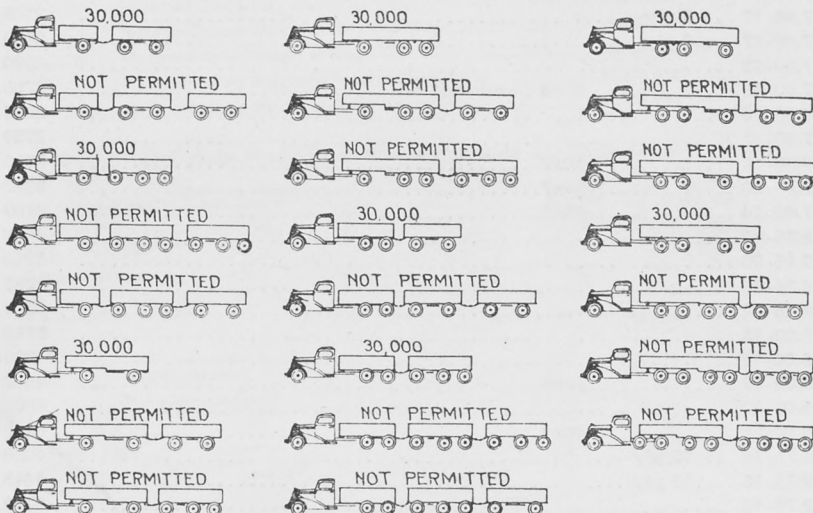 30,000 30,000 30,000
NOT PERMITTED NOT PERMITTED NOT PERMITTED
30,000 NOT PERMITTED NOT PERMITTED
NOT PERMITTED 30,000 30,000
NOT PERMITTED NOT PERMITTED NOT PERMITTED
30,000 30,000 NOT PERMITTED
NOT PERMITTED NOT PERMITTED NOT PERMITTED
NOT PERMITTED NOT PERMITTED